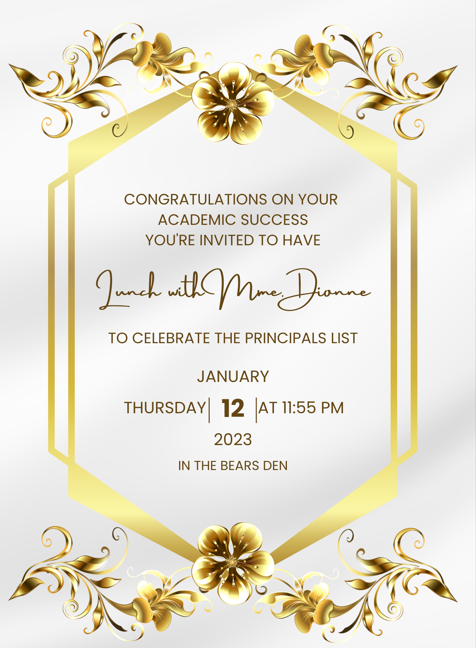 CONGRATULATIONS ON YOUR
ACADEMIC SUCCESS
YOU'RE INVITED TO HAVE
Lunch with Mme. Dionne
TO CELEBRATE THE PRINCIPALS LIST
JANUARY
THURSDAY| 12 |AT 11:55 PM
2023
IN THE BEARS DEN